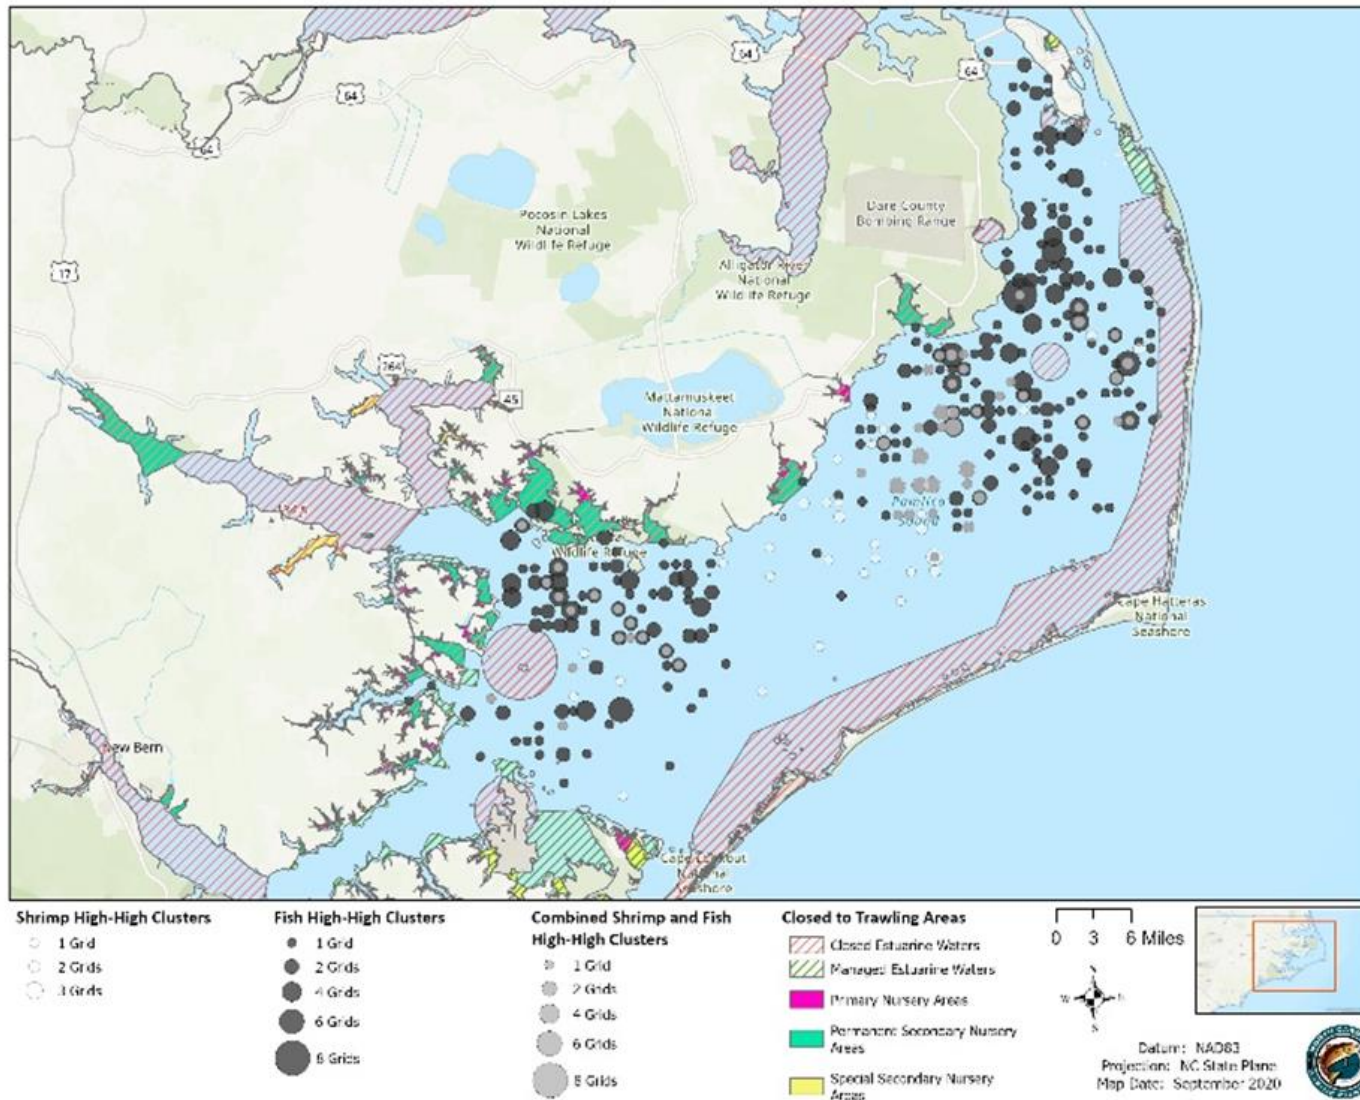 64
64
64
64
17
Pocosin Lakes
National
Wildlife Refuge
Dare County
Bombing Range
Alligator River
National
Wildlife Refuge
264
45
Mattamuskeet
National
Wildlife Refuge
Pamlico
Sound
Wildlife Refuge
Cape Hatteras
National
Seashore
New Bern
Cape Lookout
National
Seashore
Shrimp High-High Clusters
1 Grid
2 Grids
3 Grids
Fish High-High Clusters
1 Grid
2 Grids
4 Grids
6 Grids
8 Grids
Combined Shrimp and Fish
High-High Clusters
1 Grid
2 Grids
4 Grids
6 Grids
8 Grids
Closed to Trawling Areas
Closed Estuarine Waters
Managed Estuarine Waters
Primary Nursery Areas
Permanent Secondary Nursery
Areas
Special Secondary Nursery
Areas
0 3 6 Miles
N
W
S
Datum: NAD83
Projection: NC State Plane
Map Date: September 2020